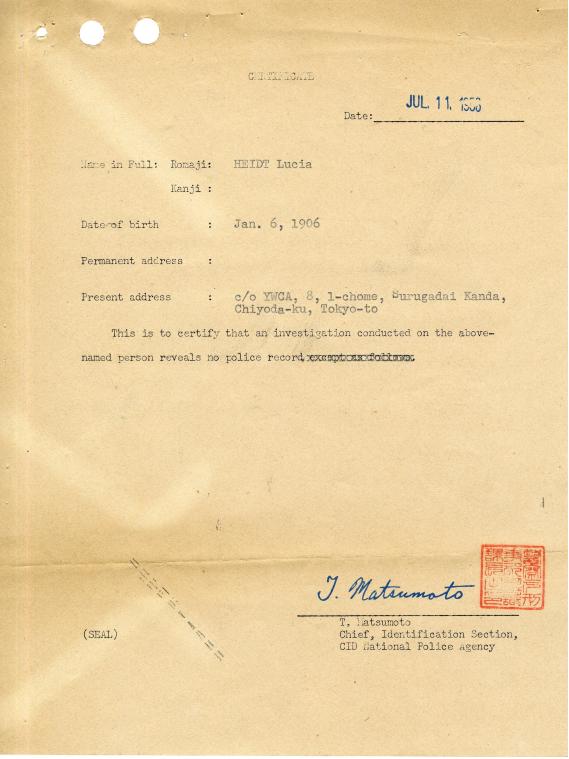 CERTIFICATE
JUL. 11. 1956
Date:
Name in Full: Romaji: HEIDT Lucia
Kanji :
Date of birth : Jan. 6, 1906
Permanent address :
Present address : c/o YWCA, 8, 1-chome, Surugadai Kanda,
Chiyoda-ku, Tokyo-to
This is to certify that an investigation conducted on the above-
named person reveals no police record, except as follows.
T. Matsumoto
T. Matsumoto
(SEAL)
Chief, Identification Section,
CID National Police Agency